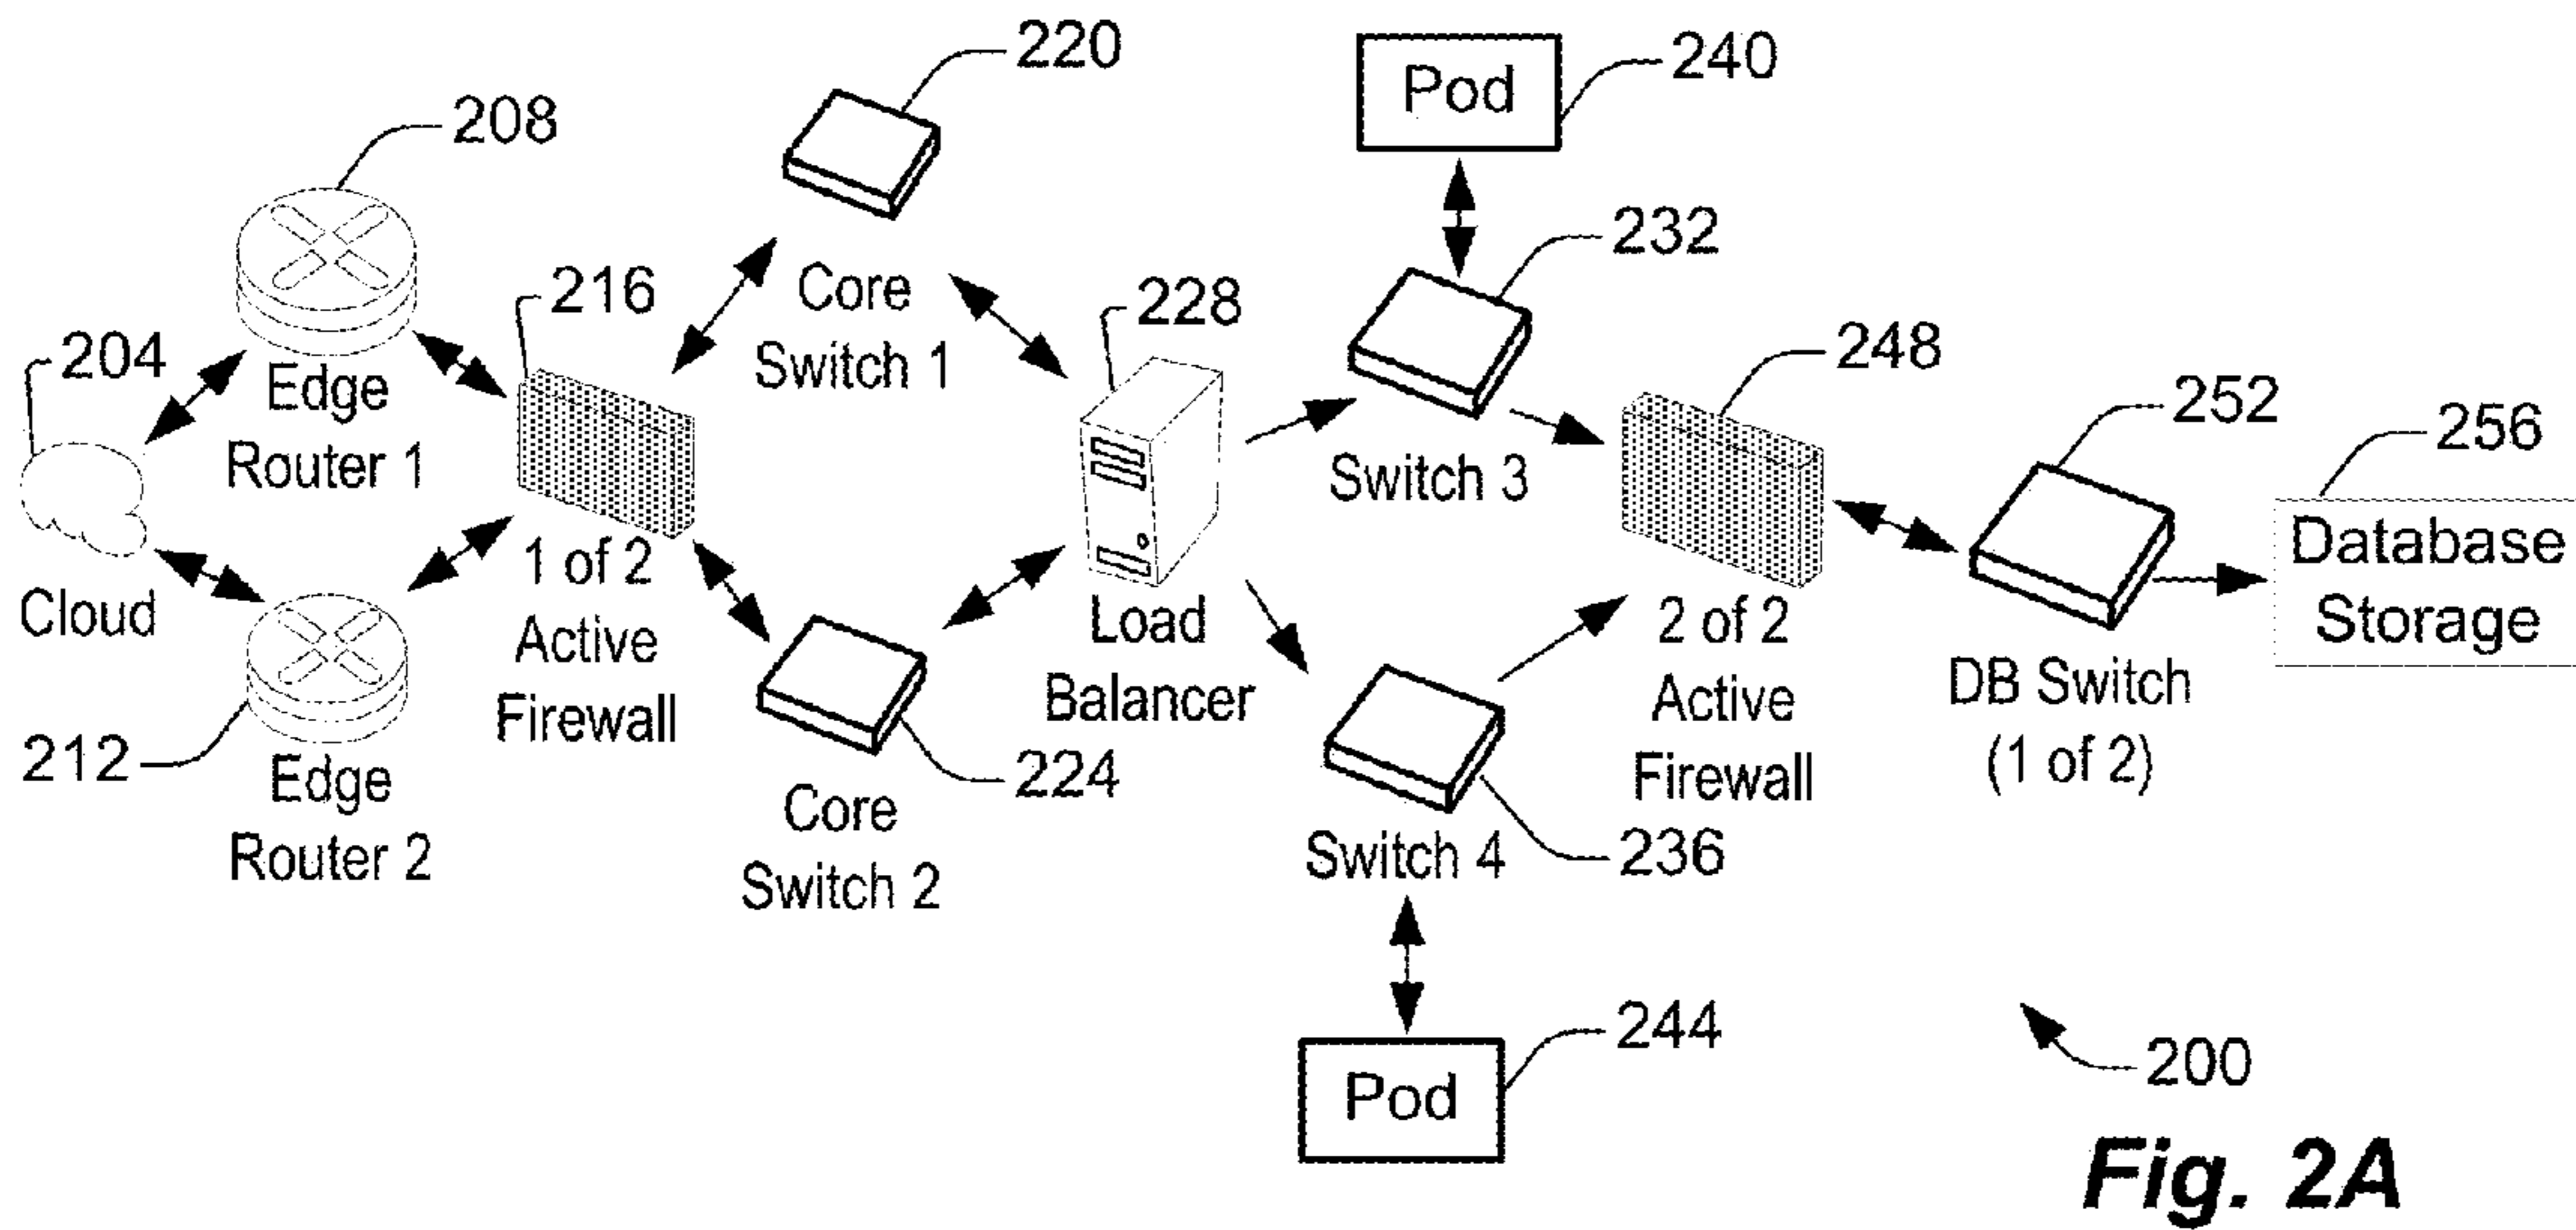 220
Pod
240
208
232
216
Core
Switch 1
228
248
204
Edge
Router 1
Switch 3
252
256
Database
Storage
Cloud
1 of 2
Active
Firewall
Load
Balancer
2 of 2
Active
Firewall
DB Switch
(1 of 2)
212
Edge
Router 2
224
Core
Switch 2
Switch 4
236
Pod
244
200
Fig. 2A